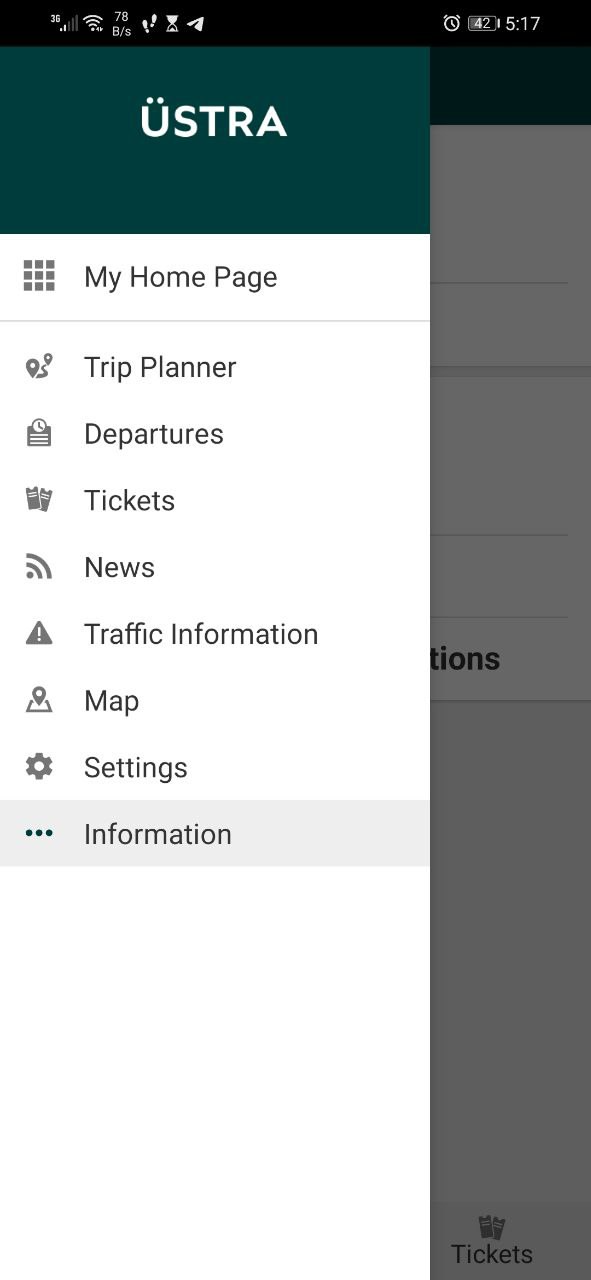 3G
78
B/s
42
5:17
ÜSTRA
My Home Page
Trip Planner
Departures
Tickets
News
Traffic Information
tions
Map
Settings
Information
Tickets